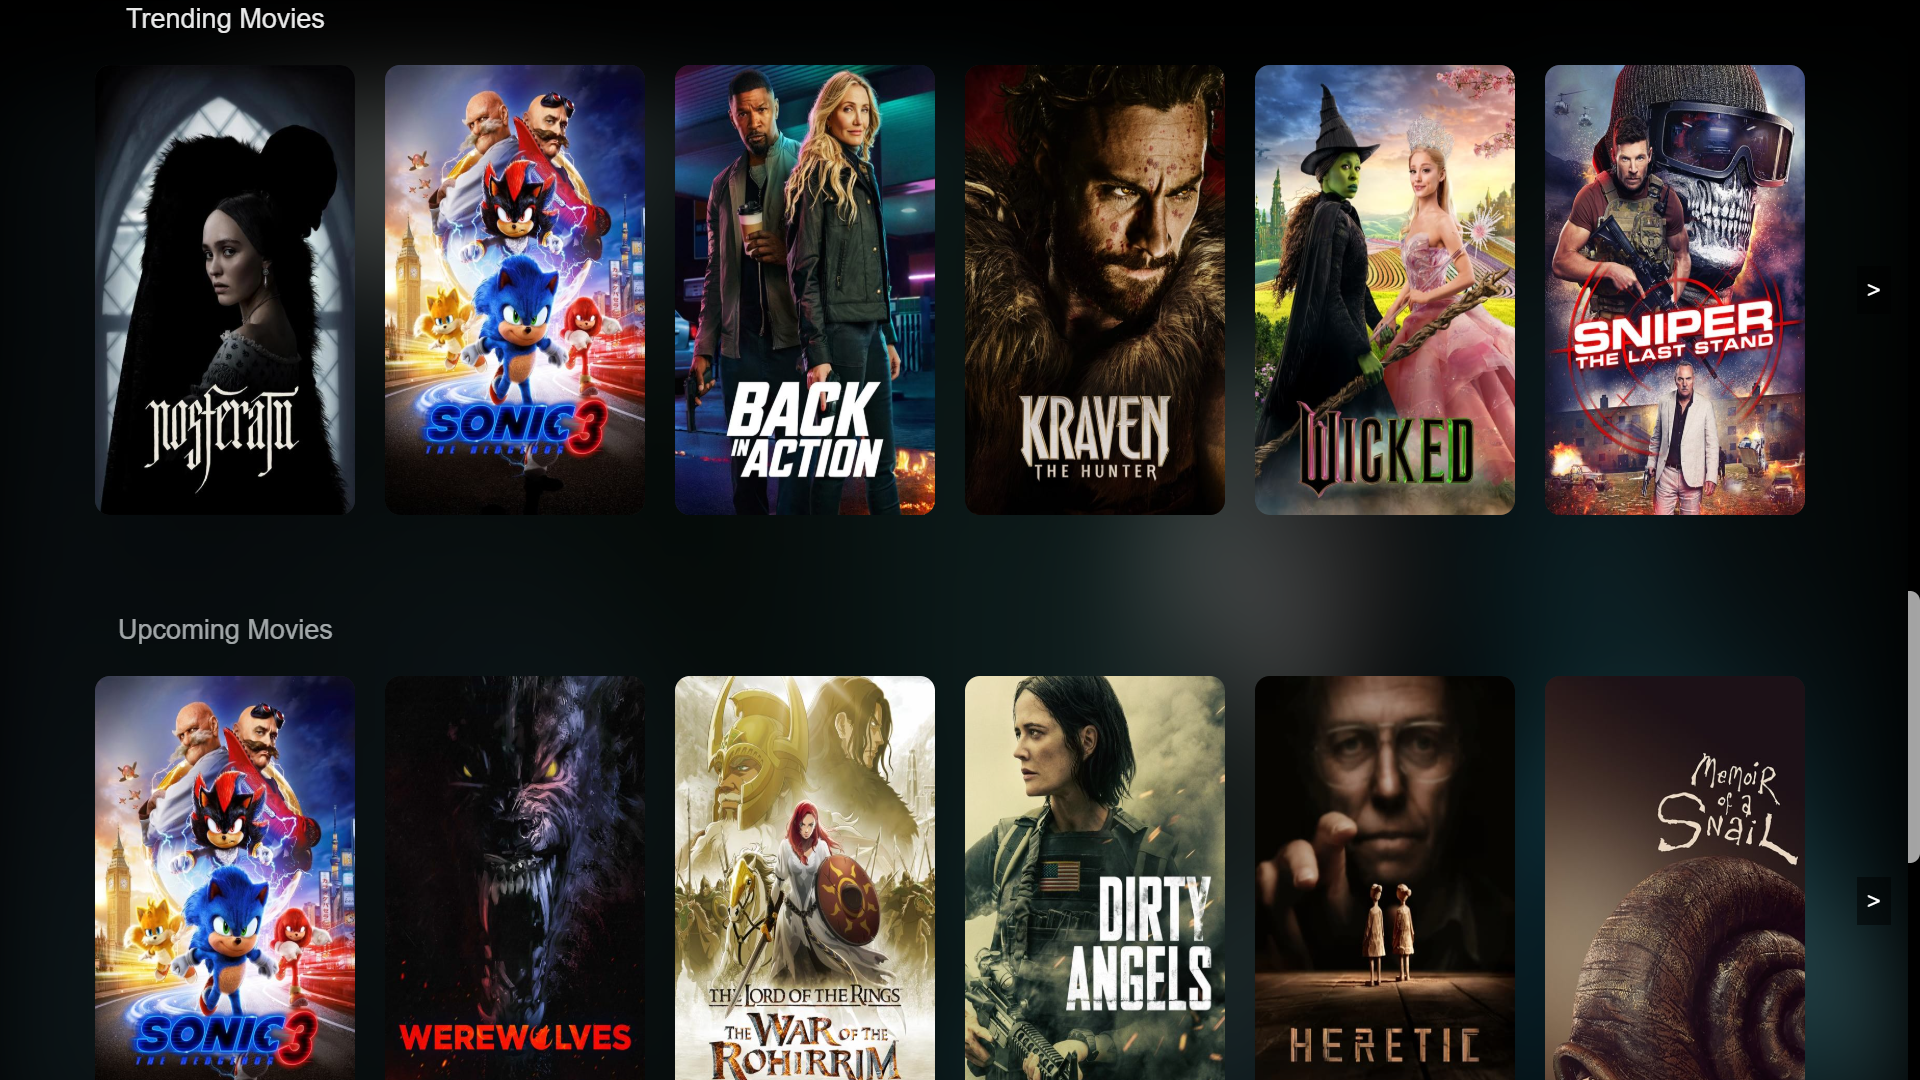 Trending Movies
nosferatu
SONIC 3
THE HEDGEHOG
BACK
IN ACTION
KRAVEN
THE HUNTER
WICKED
SNIPER
THE LAST STAND
>
Upcoming Movies
SONIC 3
THE HEDGEHOG
WEREWOLVES
THE LORD OF THE RINGS
THE WAR OF THE
ROHIRRIM
DIRTY
ANGELS
HERETIC
MemoiR
of a
SnaiL
>